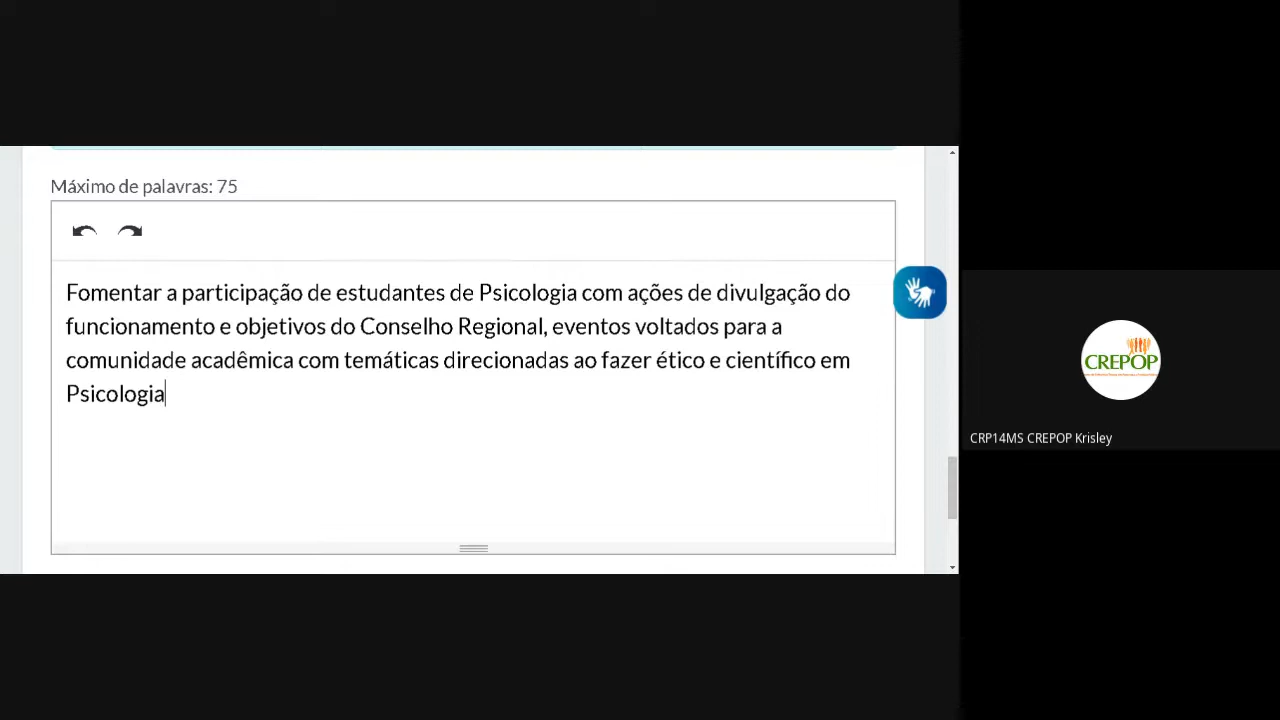 Máximo de palavras: 75
Fomentar a participação de estudantes de Psicologia com ações de divulgação do
funcionamento e objetivos do Conselho Regional, eventos voltados para a
comunidade acadêmica com temáticas direcionadas ao fazer ético e científico em
Psicologia
CREPOP
CRP14MS CREPOP Krisley